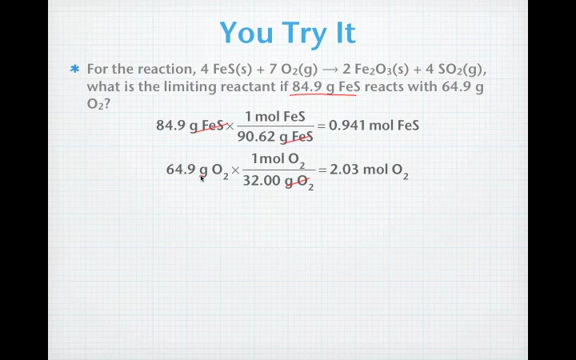 You Try It
* For the reaction, 4 FeS(s) + 7 O₂(g) ⟶ 2 Fe₂O₃(s) + 4 SO₂(g),
what is the limiting reactant if 84.9 g FeS reacts with 64.9 g
O₂?
84.9 g FeS × 1 mol FeS / 90.62 g FeS = 0.941 mol FeS
64.9 g O₂ × 1mol O₂ / 32.00 g O₂ = 2.03 mol O₂